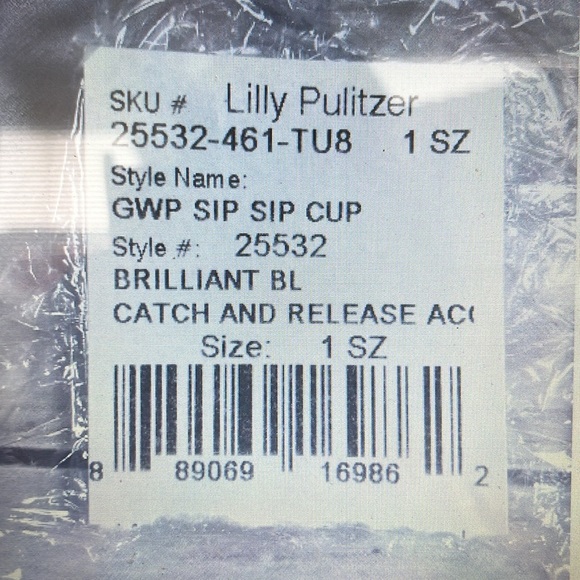 SKU # Lilly Pulitzer
25532-461-TU8 1 SZ
Style Name:
GWP SIP SIP CUP
Style #: 25532
BRILLIANT BL
CATCH AND RELEASE AC
Size: 1 SZ
8 89069 16986 2